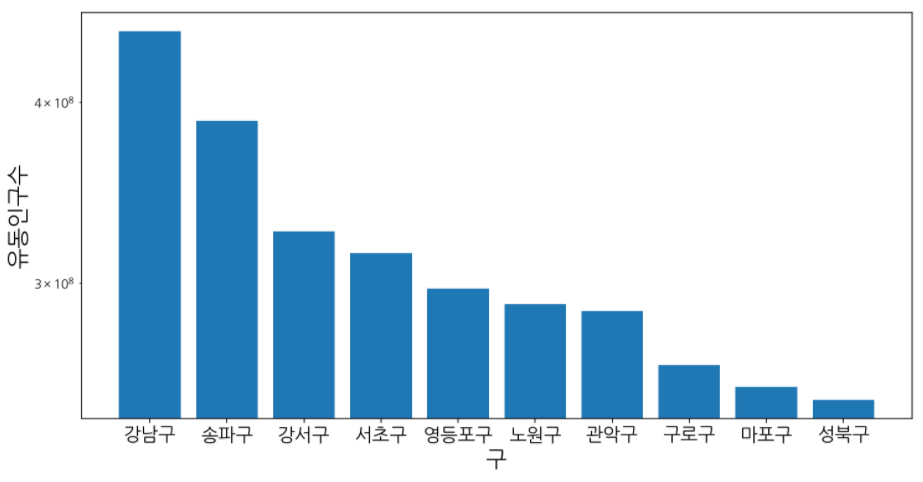 유동인구수
4 × 10⁸
3 × 10⁸
강남구 송파구 강서구 서초구 영등포구 노원구 관악구 구로구 마포구 성북구
구